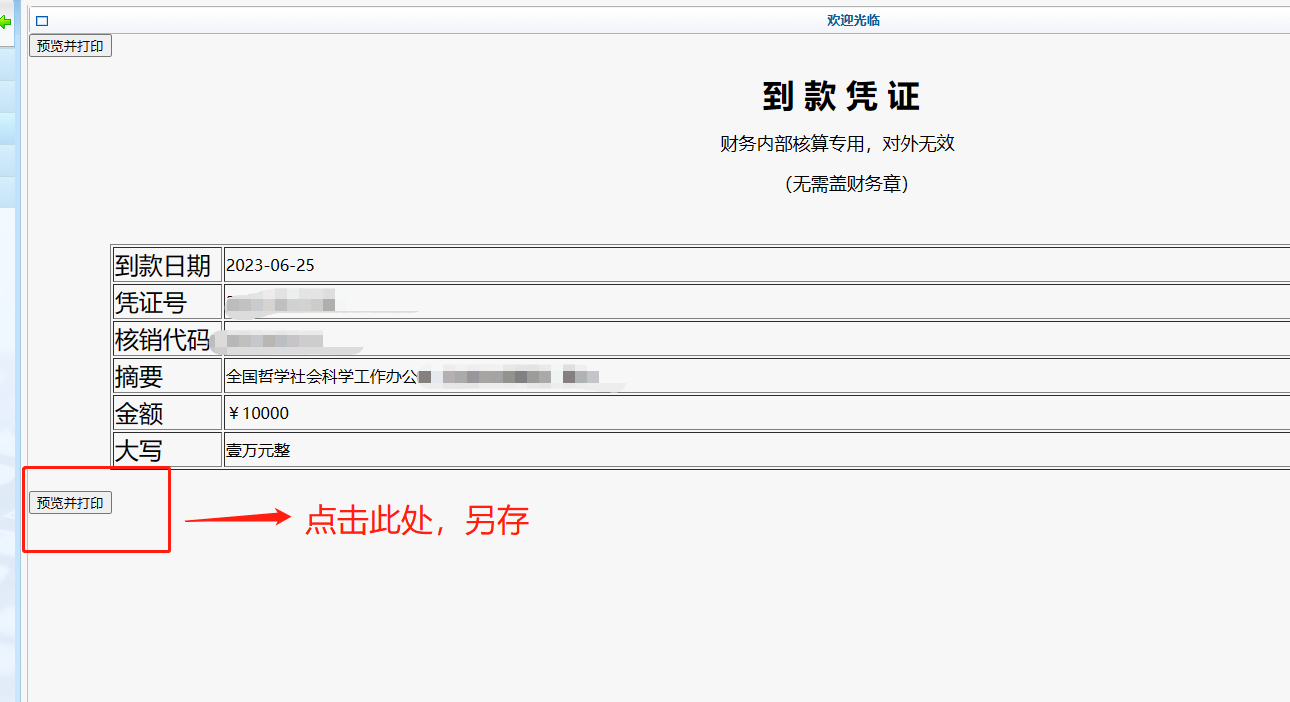 欢迎光临
预览并打印
到 款 凭 证
财务内部核算专用，对外无效
（无需盖财务章）
到款日期 2023-06-25
凭证号
核销代码
摘要 全国哲学社会科学工作办公
金额 ￥10000
大写 壹万元整
预览并打印
点击此处，另存